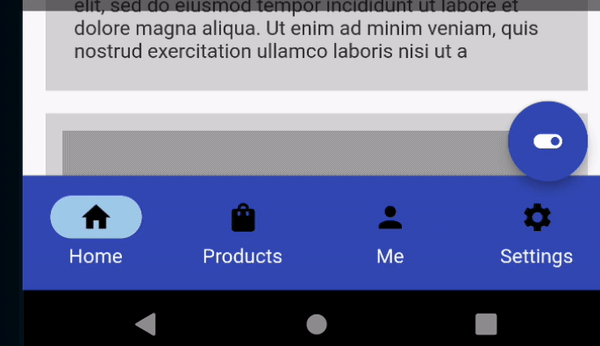 elit, sed do eiusmod tempor incididunt ut labore et
dolore magna aliqua. Ut enim ad minim veniam, quis
nostrud exercitation ullamco laboris nisi ut a
Home
Products
Me
Settings